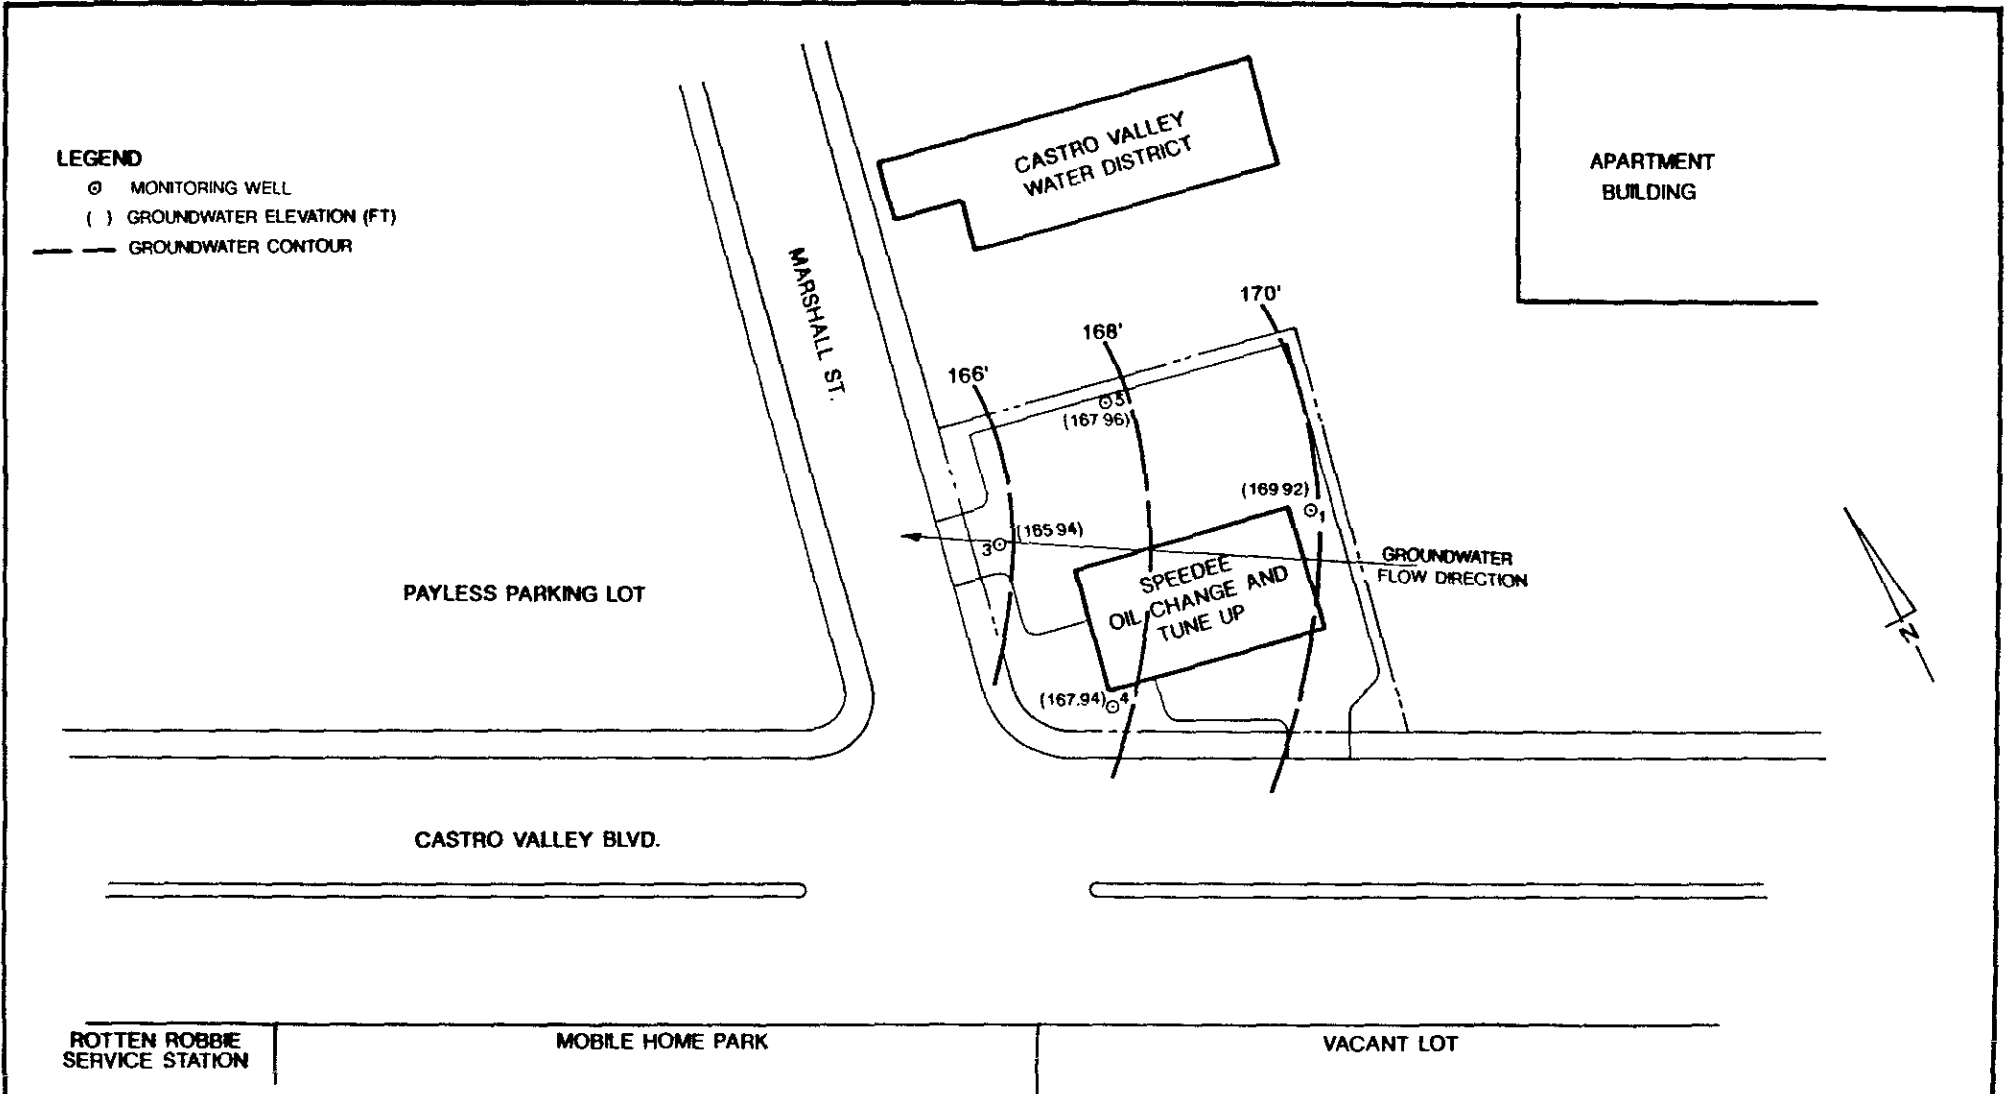 LEGEND
MONITORING WELL
( ) GROUNDWATER ELEVATION (FT)
GROUNDWATER CONTOUR
CASTRO VALLEY
WATER DISTRICT
APARTMENT
BUILDING
MARSHALL ST.
170'
168'
166'
5
(167 96)
(169 92)
1
(165 94)
3
GROUNDWATER
FLOW DIRECTION
SPEEDEE
OIL CHANGE AND
TUNE UP
PAYLESS PARKING LOT
(167.94)
4
N
CASTRO VALLEY BLVD.
ROTTEN ROBBIE
SERVICE STATION
MOBILE HOME PARK
VACANT LOT